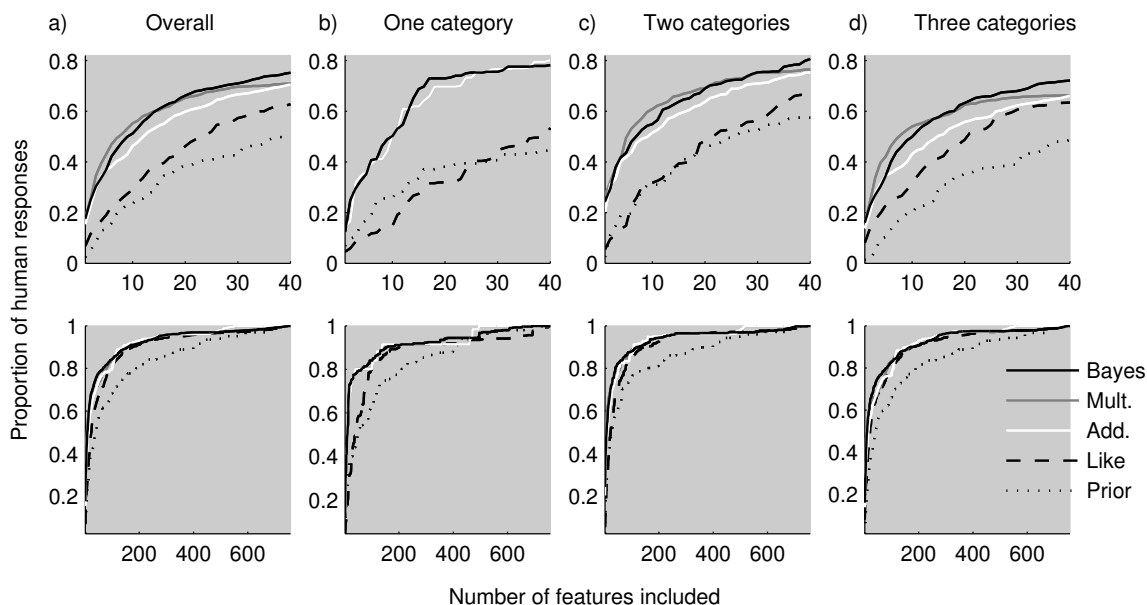 a) Overall b) One category c) Two categories d) Three categories
0.8 0.8 0.8 0.8
0.6 0.6 0.6 0.6
0.4 0.4 0.4 0.4
0.2 0.2 0.2 0.2
0 0 0 0
10 20 30 40 10 20 30 40 10 20 30 40 10 20 30 40
Proportion of human responses
1 1 1 1
0.8 0.8 0.8 0.8
0.6 0.6 0.6 0.6
0.4 0.4 0.4 0.4
0.2 0.2 0.2 0.2
200 400 600 200 400 600 200 400 600 200 400 600
Bayes
Mult.
Add.
Like
Prior
Number of features included